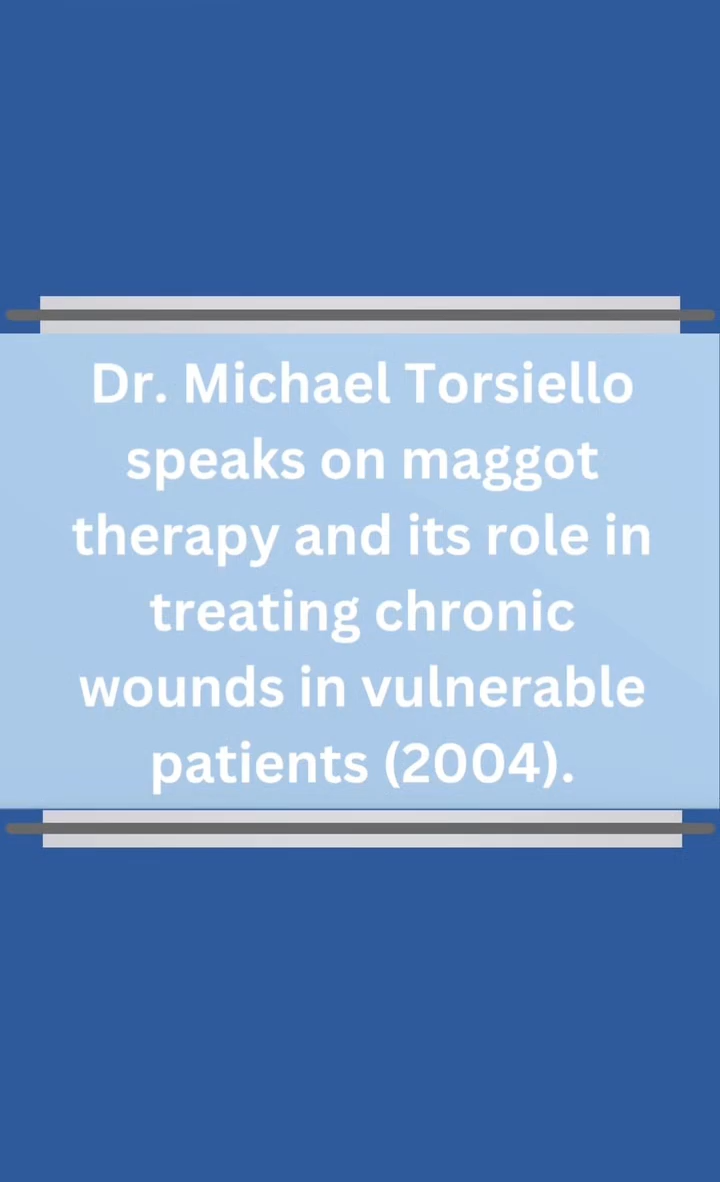 Dr. Michael Torsiello
speaks on maggot
therapy and its role in
treating chronic
wounds in vulnerable
patients (2004).